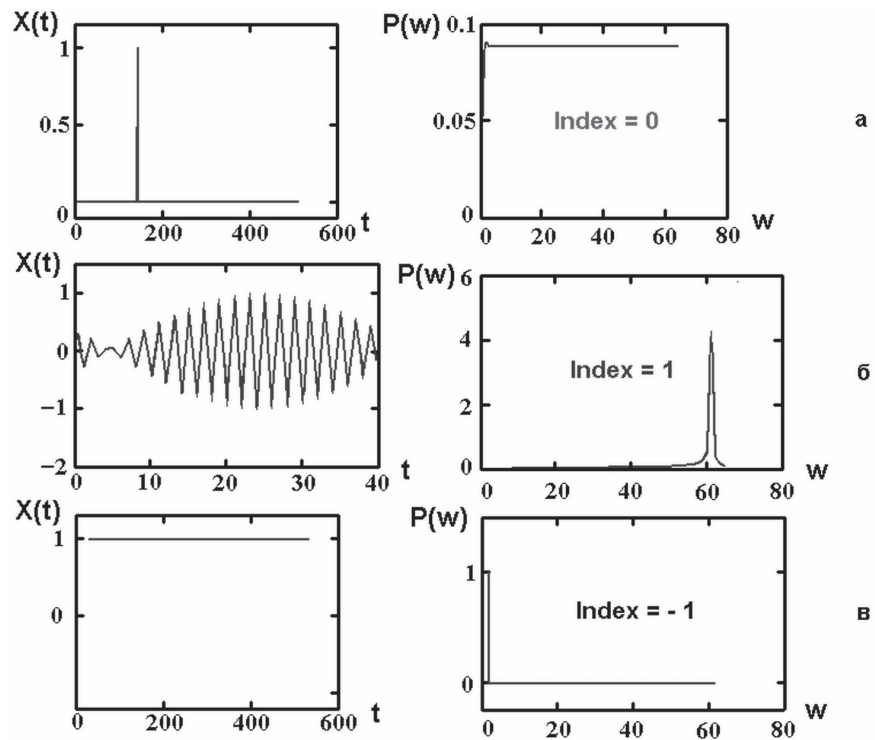 X(t)
1
0.5
0
0 200 400 600 t
P(w)
0.1
0.05
0
Index = 0
0 20 40 60 80
w
а
X(t)
1
0
−1
−2
0 10 20 30 40
t
P(w)
6
4
2
0
Index = 1
0 20 40 60 80
w
б
X(t)
1
0
0 200 400 600
t
P(w)
1
0
Index = - 1
0 20 40 60 80
w
в